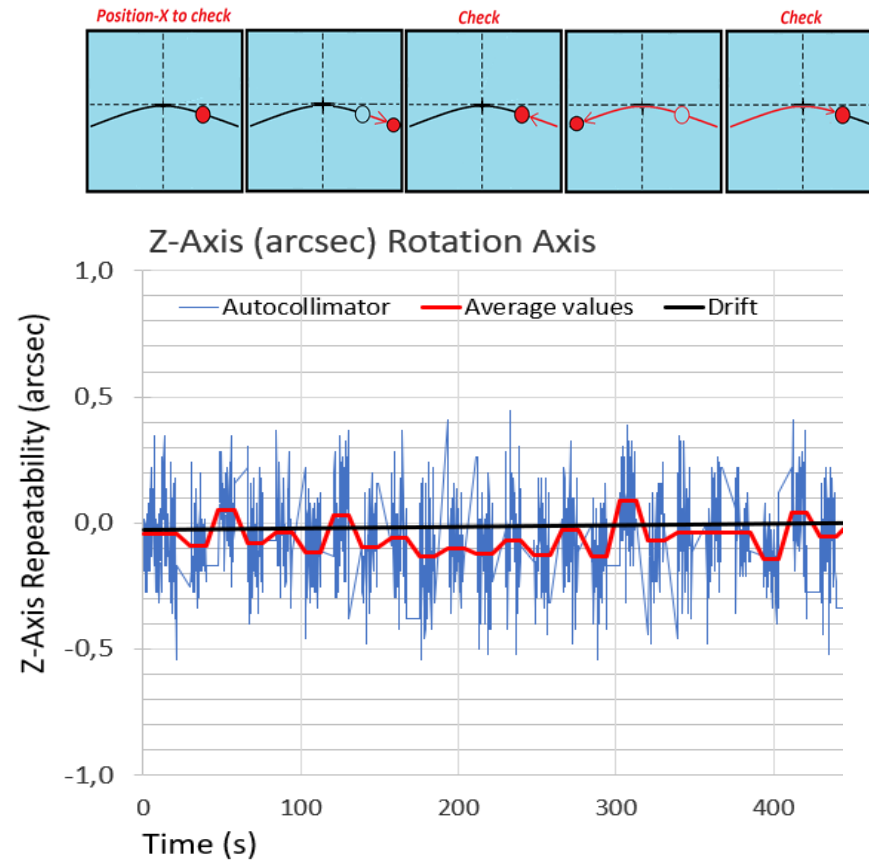 Position-X to check
Check
Check
Z-Axis (arcsec) Rotation Axis
Autocollimator
Average values
Drift
Z-Axis Repeatability (arcsec)
1,0
0,5
0,0
-0,5
-1,0
0
100
200
300
400
Time (s)